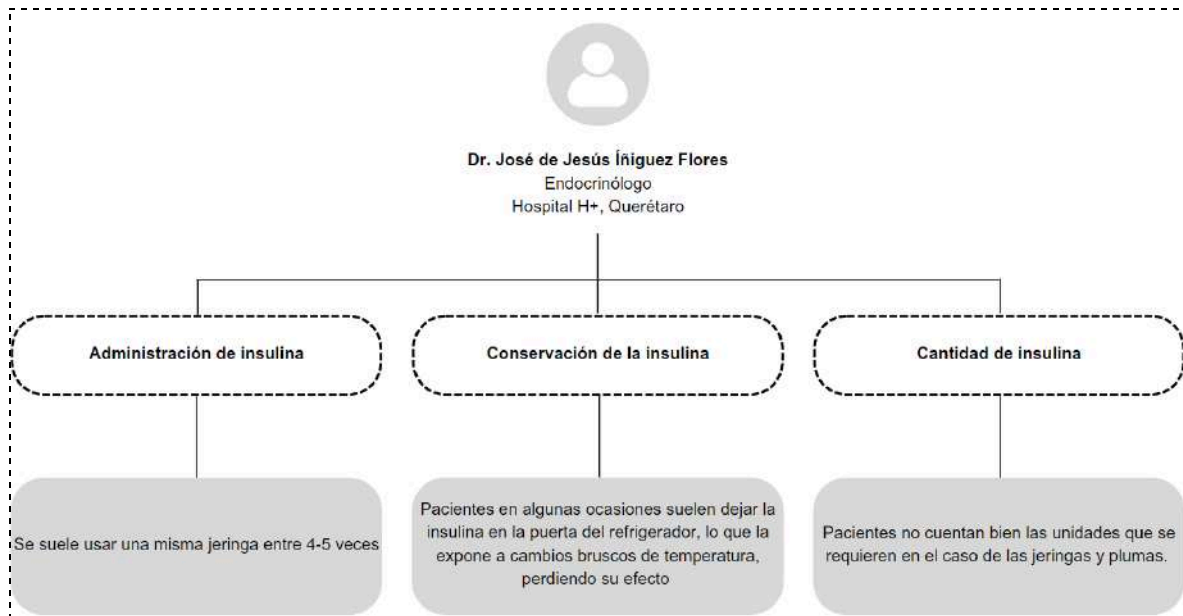 Dr. José de Jesús Íñiguez Flores
Endocrinólogo
Hospital H+, Querétaro
Administración de insulina
Conservación de la insulina
Cantidad de insulina
Se suele usar una misma jeringa entre 4-5 veces
Pacientes en algunas ocasiones suelen dejar la
insulina en la puerta del refrigerador, lo que la
expone a cambios bruscos de temperatura,
perdiendo su efecto
Pacientes no cuentan bien las unidades que se
requieren en el caso de las jeringas y plumas.